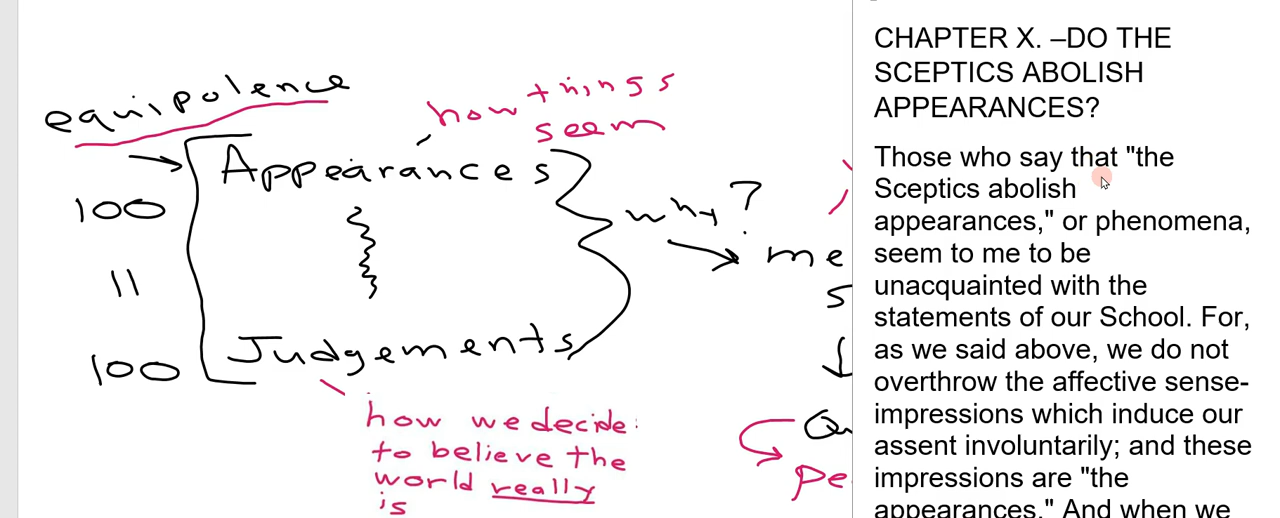 equipolence
how things
seem
Appearances
100
why?
me
s
||
100
Judgements
how we decide
to believe the
world really
is
Qu
Pe
CHAPTER X. –DO THE
SCEPTICS ABOLISH
APPEARANCES?
Those who say that "the
Sceptics abolish
appearances," or phenomena,
seem to me to be
unacquainted with the
statements of our School. For,
as we said above, we do not
overthrow the affective sense-
impressions which induce our
assent involuntarily; and these
impressions are "the
appearances." And when we